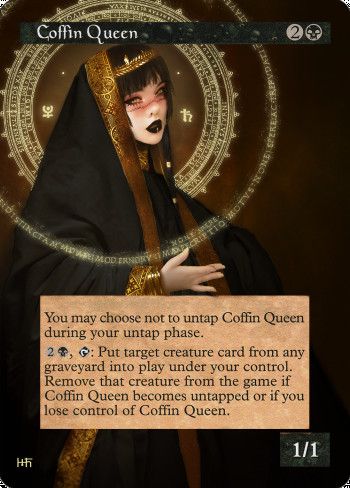 Coffin Queen 2
You may choose not to untap Coffin Queen
during your untap phase.
2 , : Put target creature card from any
graveyard into play under your control.
Remove that creature from the game if
Coffin Queen becomes untapped or if you
lose control of Coffin Queen.
1/1